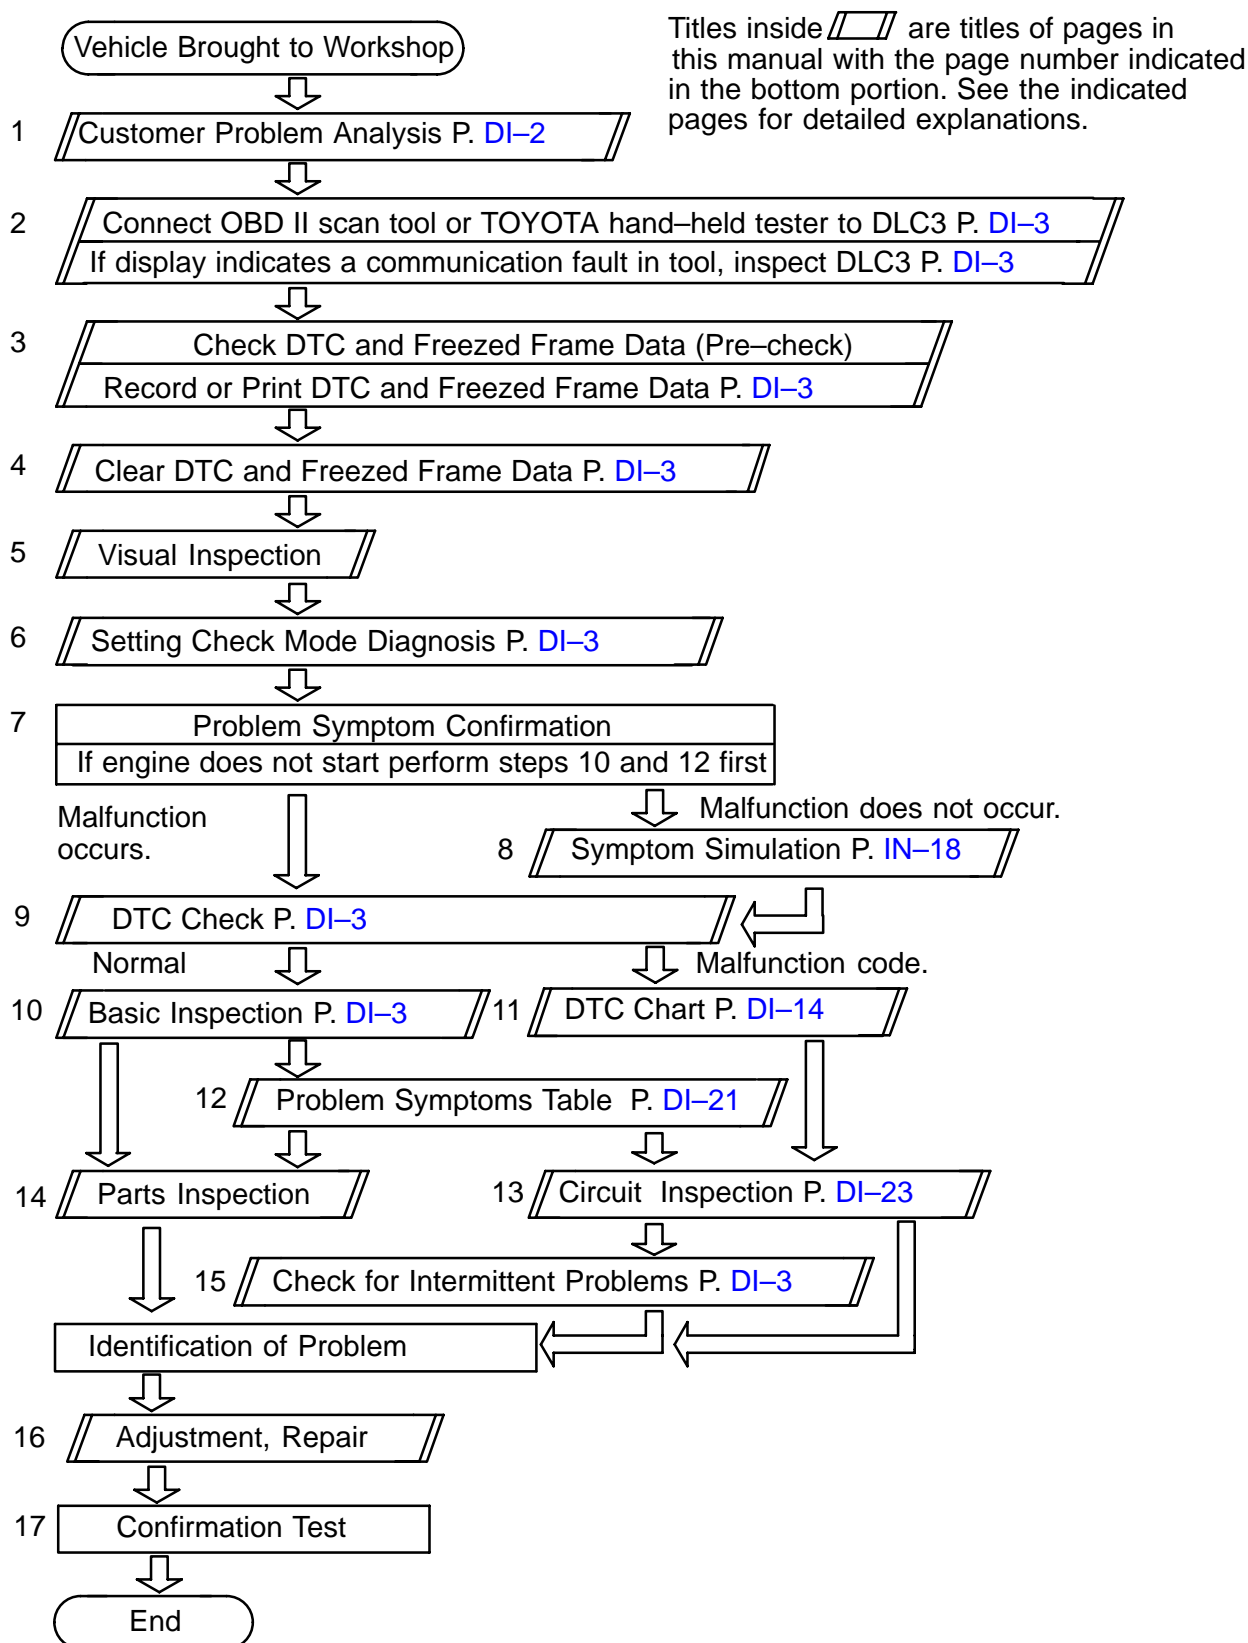 Vehicle Brought to Workshop
Titles inside are titles of pages in
this manual with the page number indicated
in the bottom portion. See the indicated
pages for detailed explanations.
1 Customer Problem Analysis P. DI–2
2 Connect OBD II scan tool or TOYOTA hand–held tester to DLC3 P. DI–3
If display indicates a communication fault in tool, inspect DLC3 P. DI–3
3 Check DTC and Freezed Frame Data (Pre–check)
Record or Print DTC and Freezed Frame Data P. DI–3
4 Clear DTC and Freezed Frame Data P. DI–3
5 Visual Inspection
6 Setting Check Mode Diagnosis P. DI–3
7 Problem Symptom Confirmation
If engine does not start perform steps 10 and 12 first
Malfunction
occurs.
Malfunction does not occur.
8 Symptom Simulation P. IN–18
9 DTC Check P. DI–3
Normal
Malfunction code.
10 Basic Inspection P. DI–3
11 DTC Chart P. DI–14
12 Problem Symptoms Table P. DI–21
14 Parts Inspection
13 Circuit Inspection P. DI–23
15 Check for Intermittent Problems P. DI–3
Identification of Problem
16 Adjustment, Repair
17 Confirmation Test
End